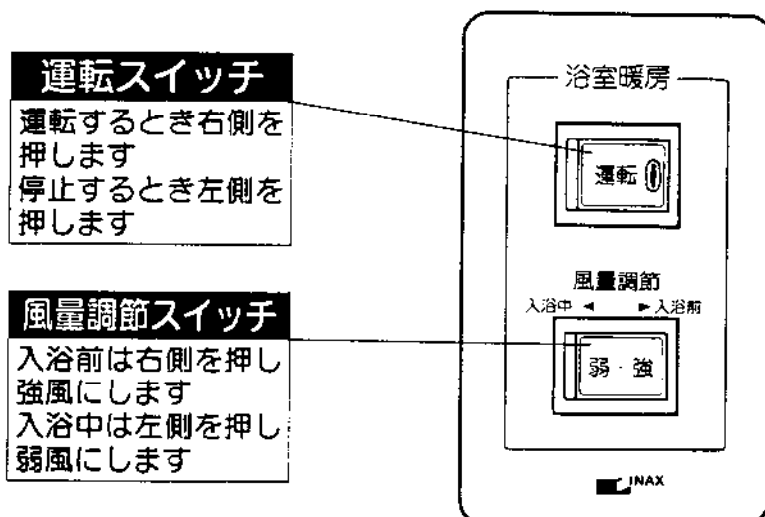 運転スイッチ
運転するとき右側を
押します
停止するとき左側を
押します
風量調節スイッチ
入浴前は右側を押し
強風にします
入浴中は左側を押し
弱風にします
浴室暖房
運転
風量調節
入浴中 ◄ ► 入浴前
弱・強
INAX